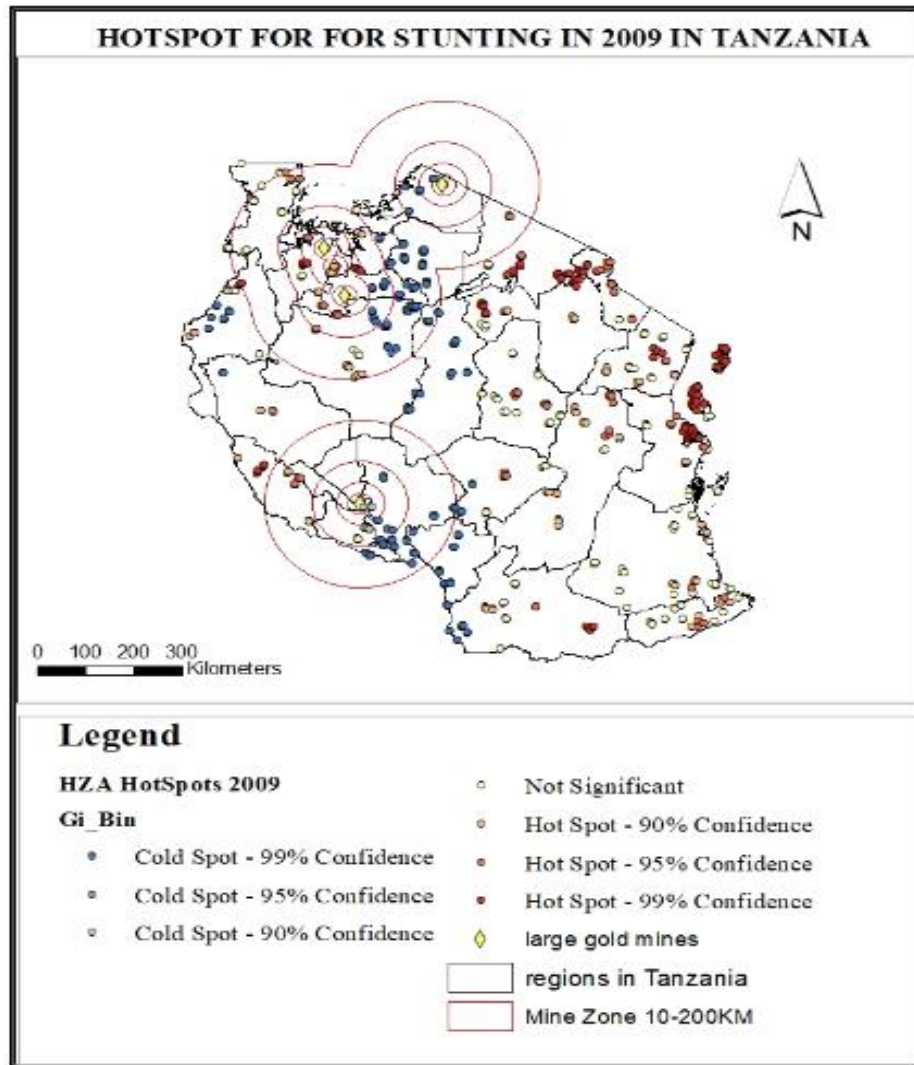 HOTSPOT FOR FOR STUNTING IN 2009 IN TANZANIA
N
0 100 200 300
Kilometers
Legend
HZA HotSpots 2009
Gi_Bin
Cold Spot - 99% Confidence
Cold Spot - 95% Confidence
Cold Spot - 90% Confidence
Not Significant
Hot Spot - 90% Confidence
Hot Spot - 95% Confidence
Hot Spot - 99% Confidence
large gold mines
regions in Tanzania
Mine Zone 10-200KM